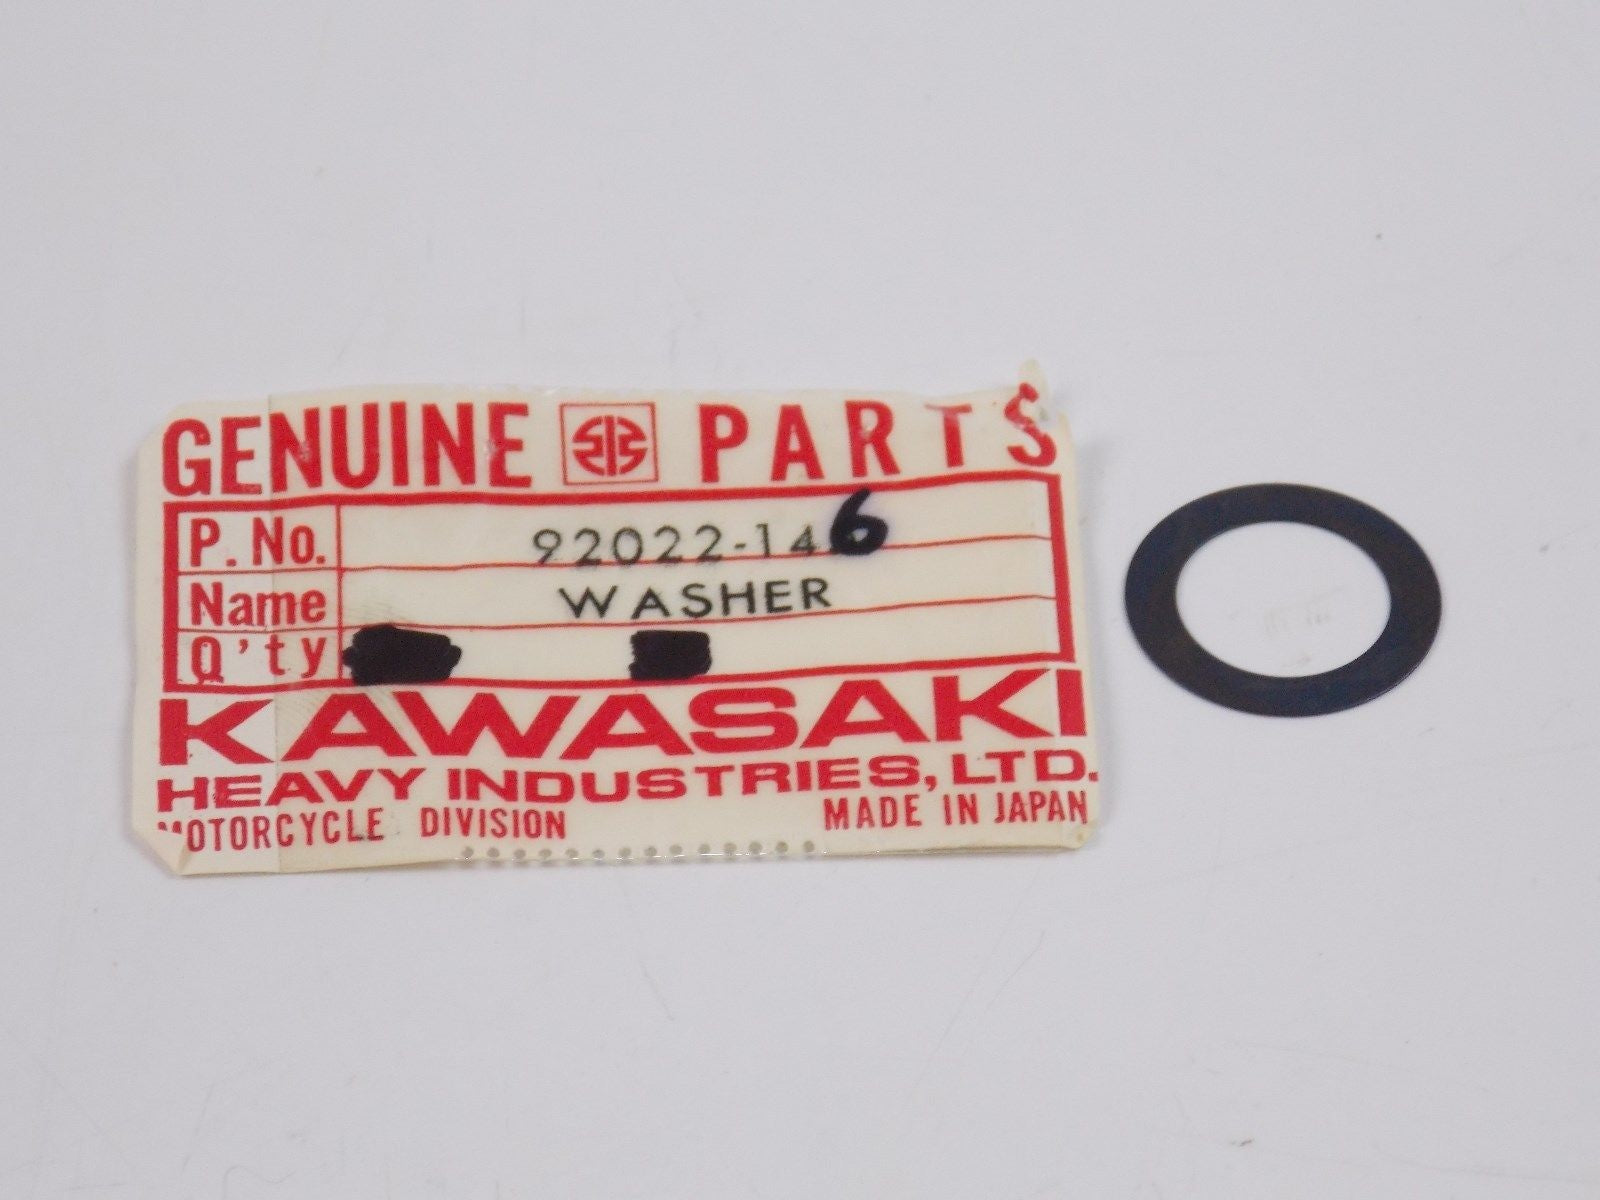 GENUINE PARTS
P. No. 92022-146
Name WASHER
Q'ty
KAWASAKI
HEAVY INDUSTRIES, LTD.
MOTORCYCLE DIVISION MADE IN JAPAN